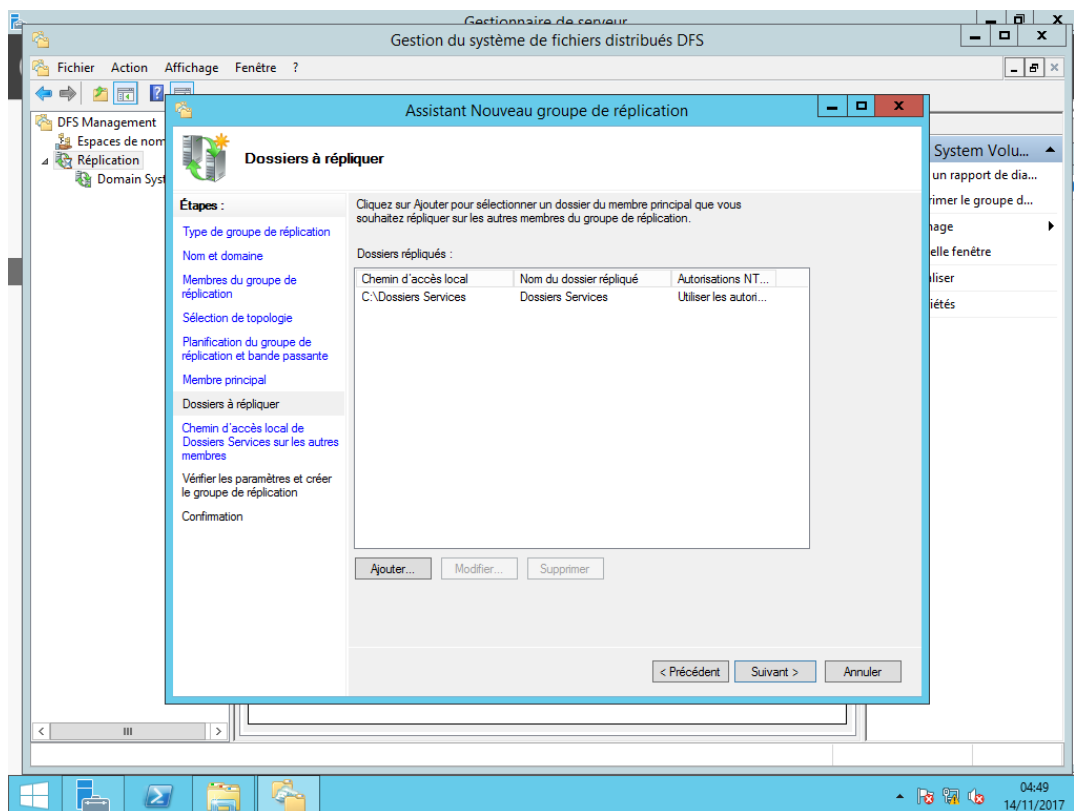 Gestionnaire de serveur
Gestion du système de fichiers distribués DFS
Fichier Action Affichage Fenêtre ?
DFS Management
Espaces de nom
Réplication
Domain Syst
Assistant Nouveau groupe de réplication
Dossiers à répliquer
Étapes :
Type de groupe de réplication
Nom et domaine
Membres du groupe de
réplication
Sélection de topologie
Planification du groupe de
réplication et bande passante
Membre principal
Dossiers à répliquer
Chemin d'accès local de
Dossiers Services sur les autres
membres
Vérifier les paramètres et créer
le groupe de réplication
Confirmation
Cliquez sur Ajouter pour sélectionner un dossier du membre principal que vous
souhaitez répliquer sur les autres membres du groupe de réplication.
Dossiers répliqués :
Chemin d'accès local Nom du dossier répliqué Autorisations NT...
C:\Dossiers Services Dossiers Services Utiliser les autori...
Ajouter... Modifier... Supprimer
< Précédent Suivant > Annuler
System Volu...
un rapport de dia...
rimer le groupe d...
hage
elle fenêtre
liser
iétés
04:49
14/11/2017